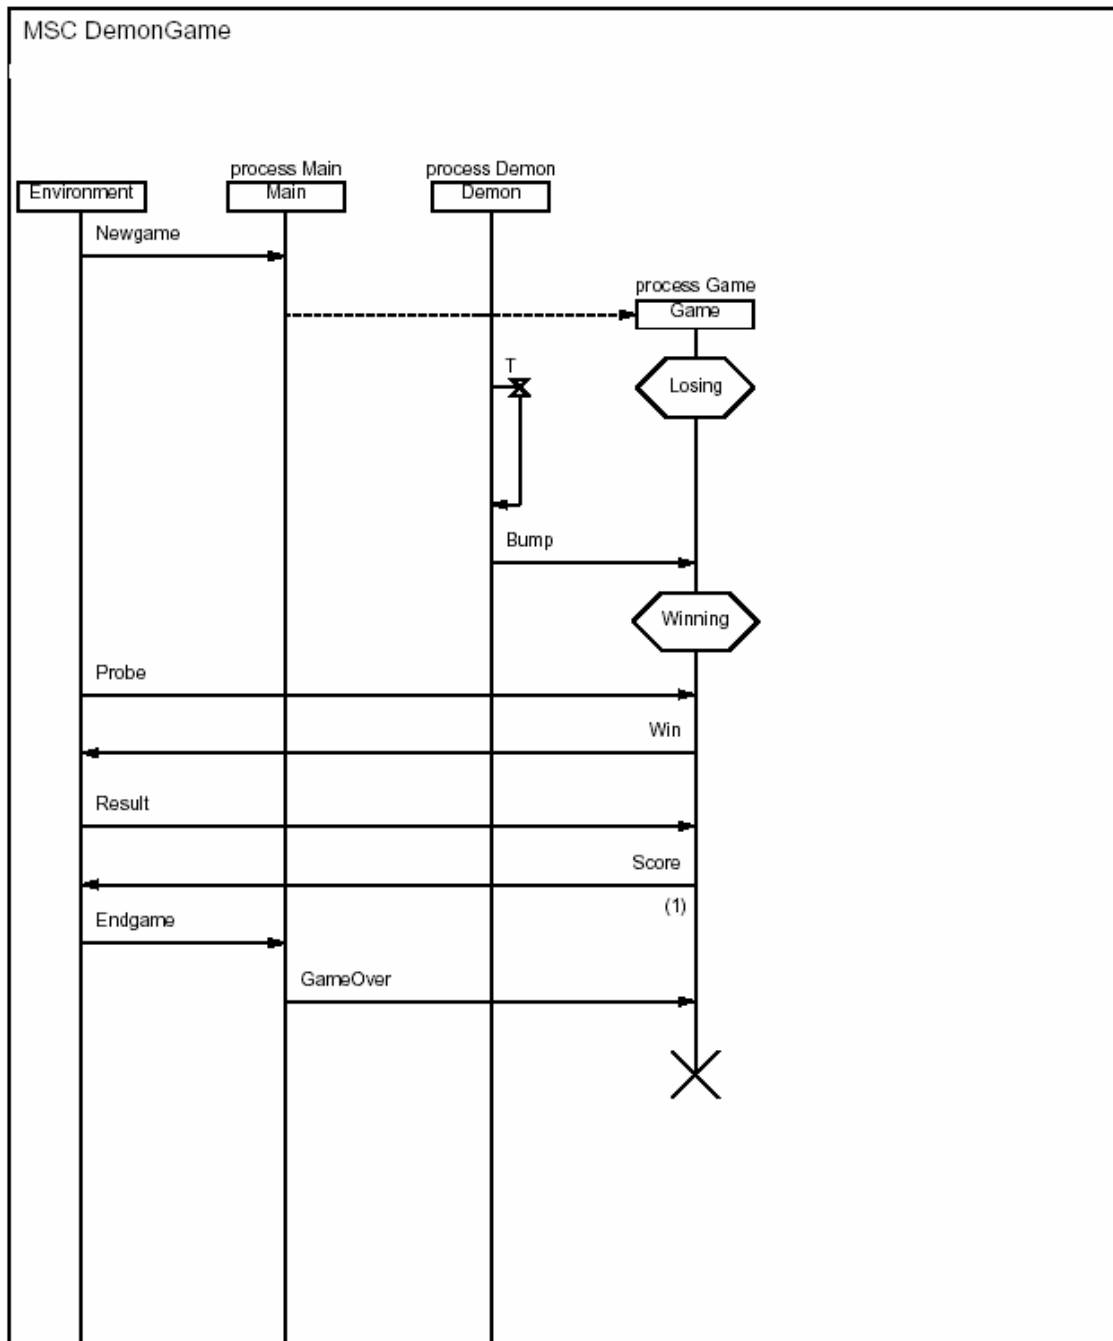 MSC DemonGame
process Main
process Demon
Environment
Main
Demon
Newgame
process Game
Game
T
Losing
Bump
Winning
Probe
Win
Result
Score
(1)
Endgame
GameOver